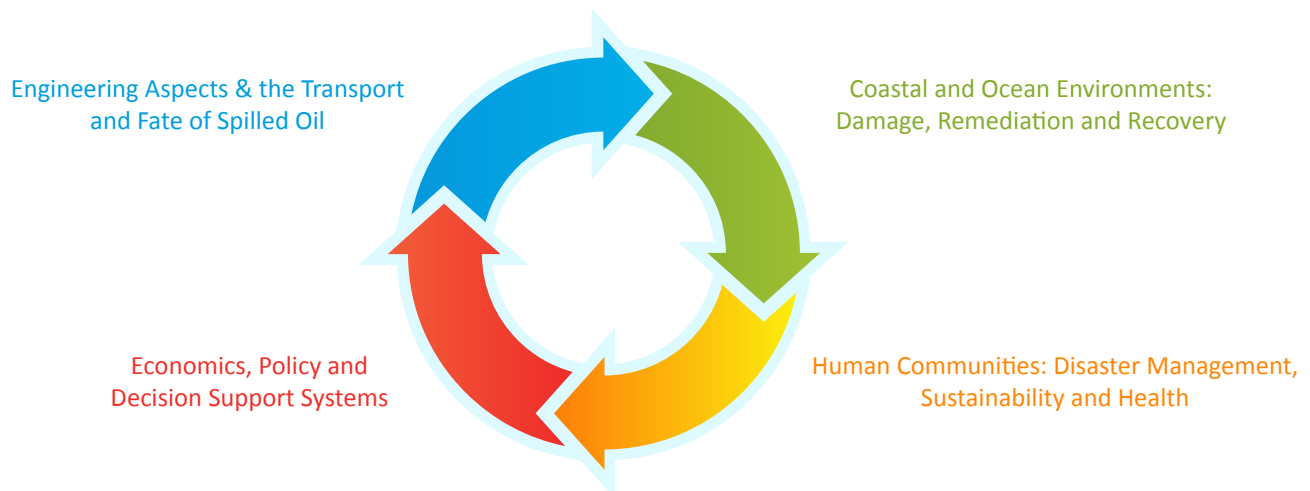 Engineering Aspects & the Transport
and Fate of Spilled Oil
Coastal and Ocean Environments:
Damage, Remediation and Recovery
Economics, Policy and
Decision Support Systems
Human Communities: Disaster Management,
Sustainability and Health